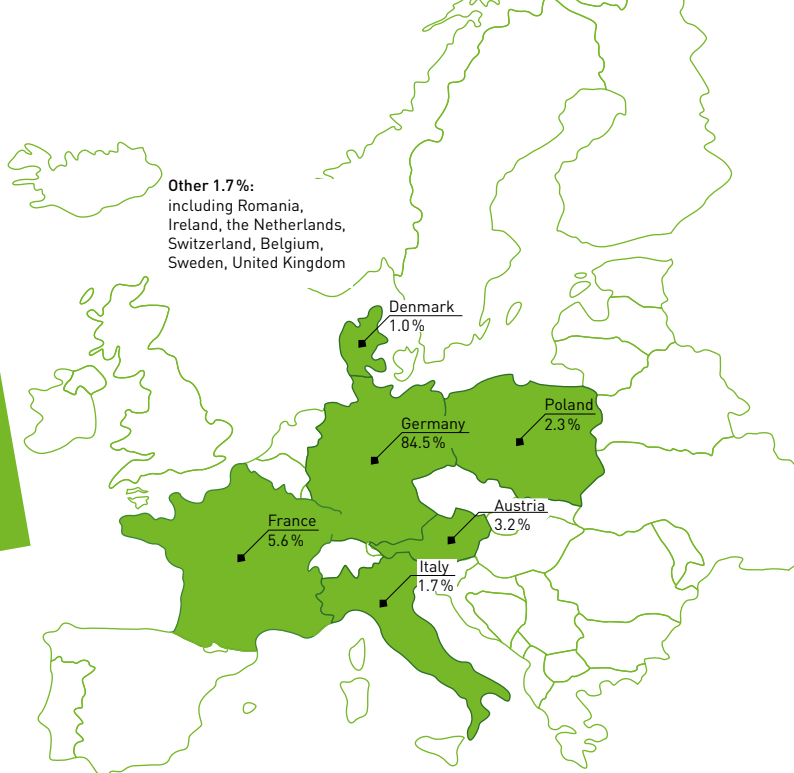 Other 1.7%:
including Romania,
Ireland, the Netherlands,
Switzerland, Belgium,
Sweden, United Kingdom
Denmark
1.0%
Poland
2.3%
Germany
84.5%
Austria
3.2%
France
5.6%
Italy
1.7%